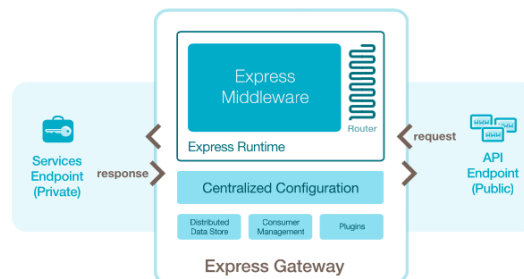 Express
Middleware
Router
Express Runtime
Services
Endpoint
(Private)
response
request
API
Endpoint
(Public)
Centralized Configuration
Distributed
Data Store
Consumer
Management
Plugins
Express Gateway